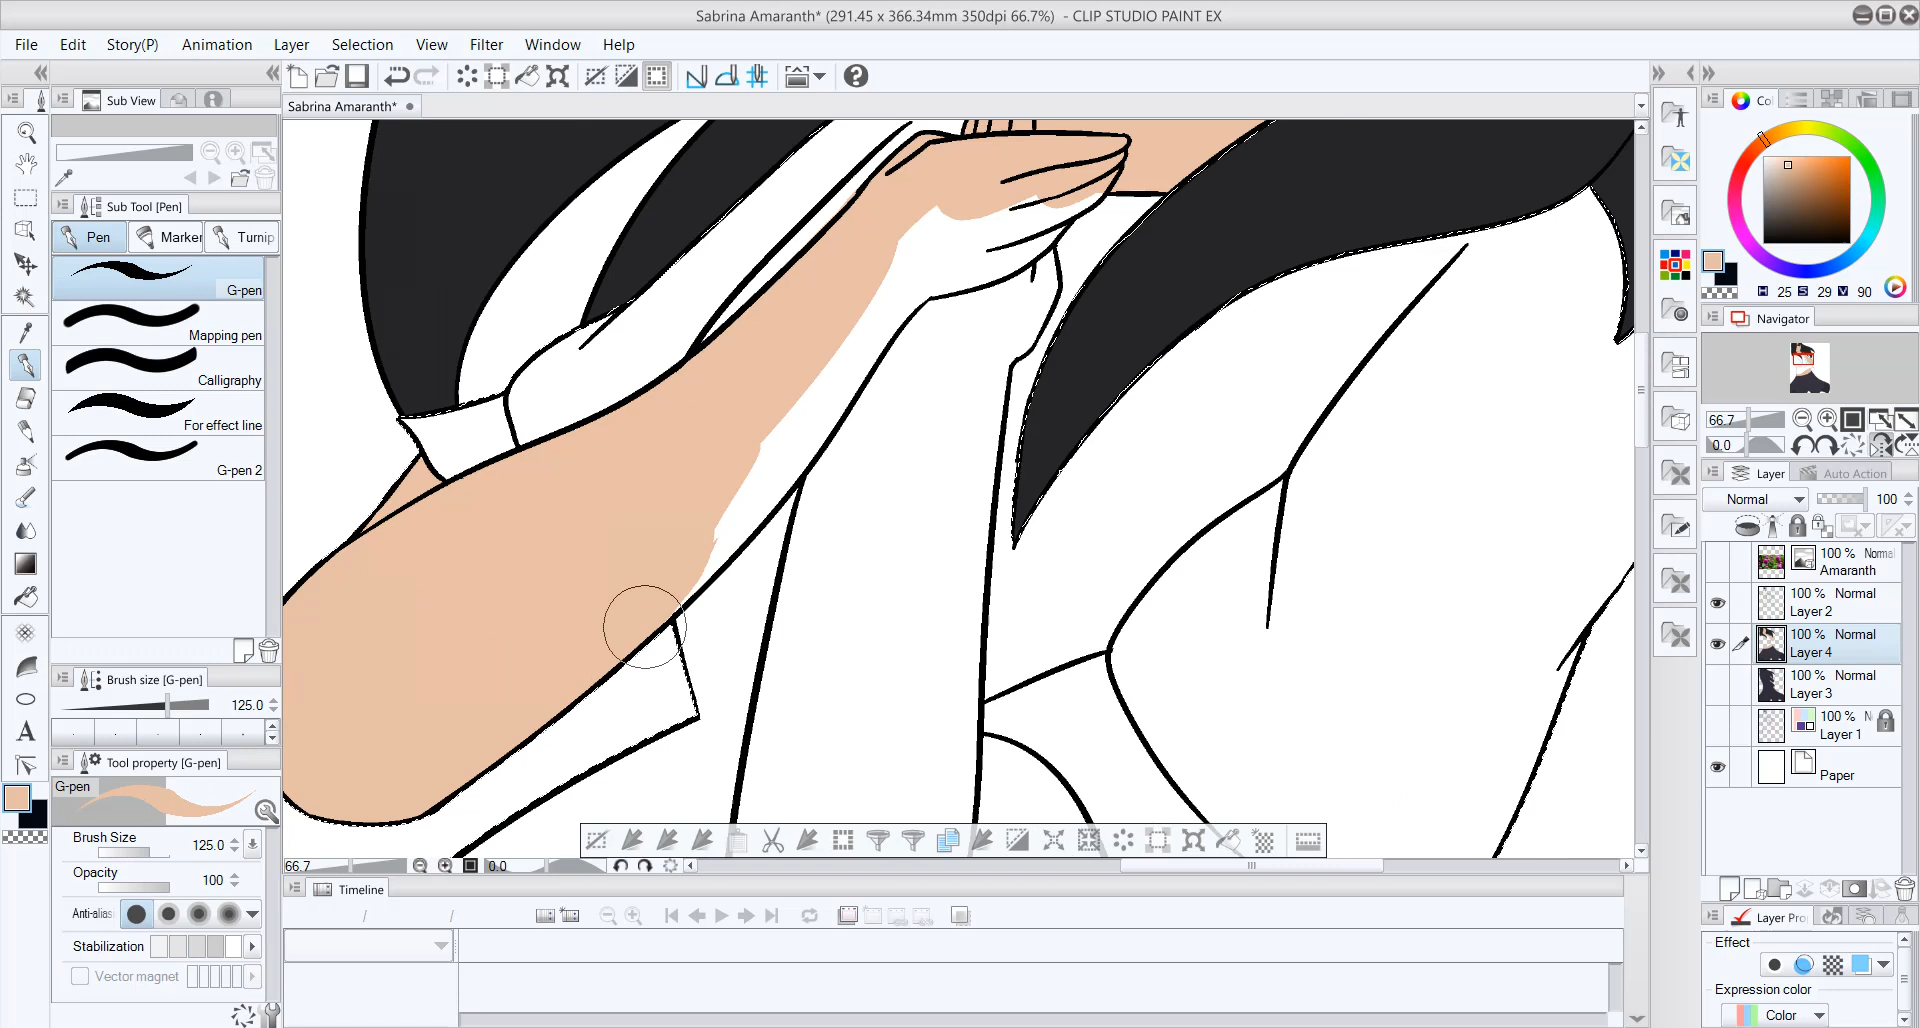 Sabrina Amaranth* (291.45 x 366.34mm 350dpi 66.7%) - CLIP STUDIO PAINT EX
File Edit Story(P) Animation Layer Selection View Filter Window Help
Sub View
Sabrina Amaranth*
Sub Tool [Pen]
Pen Marker Turnip
G-pen
Mapping pen
Calligraphy
For effect line
G-pen 2
Brush size [G-pen]
125.0
Tool property [G-pen]
G-pen
Brush Size 125.0
Opacity 100
Anti-alias
Stabilization
Vector magnet
A
66.7 0.0
Timeline
/ /
Co
H 25 S 29 V 90
Navigator
66.7
0.0
Layer Auto Action
Normal 100
100 % Normal
Amaranth
100 % Normal
Layer 2
100 % Normal
Layer 4
100 % Normal
Layer 3
100 % N
Layer 1
Paper
Layer Pro
Effect
Expression color
Color